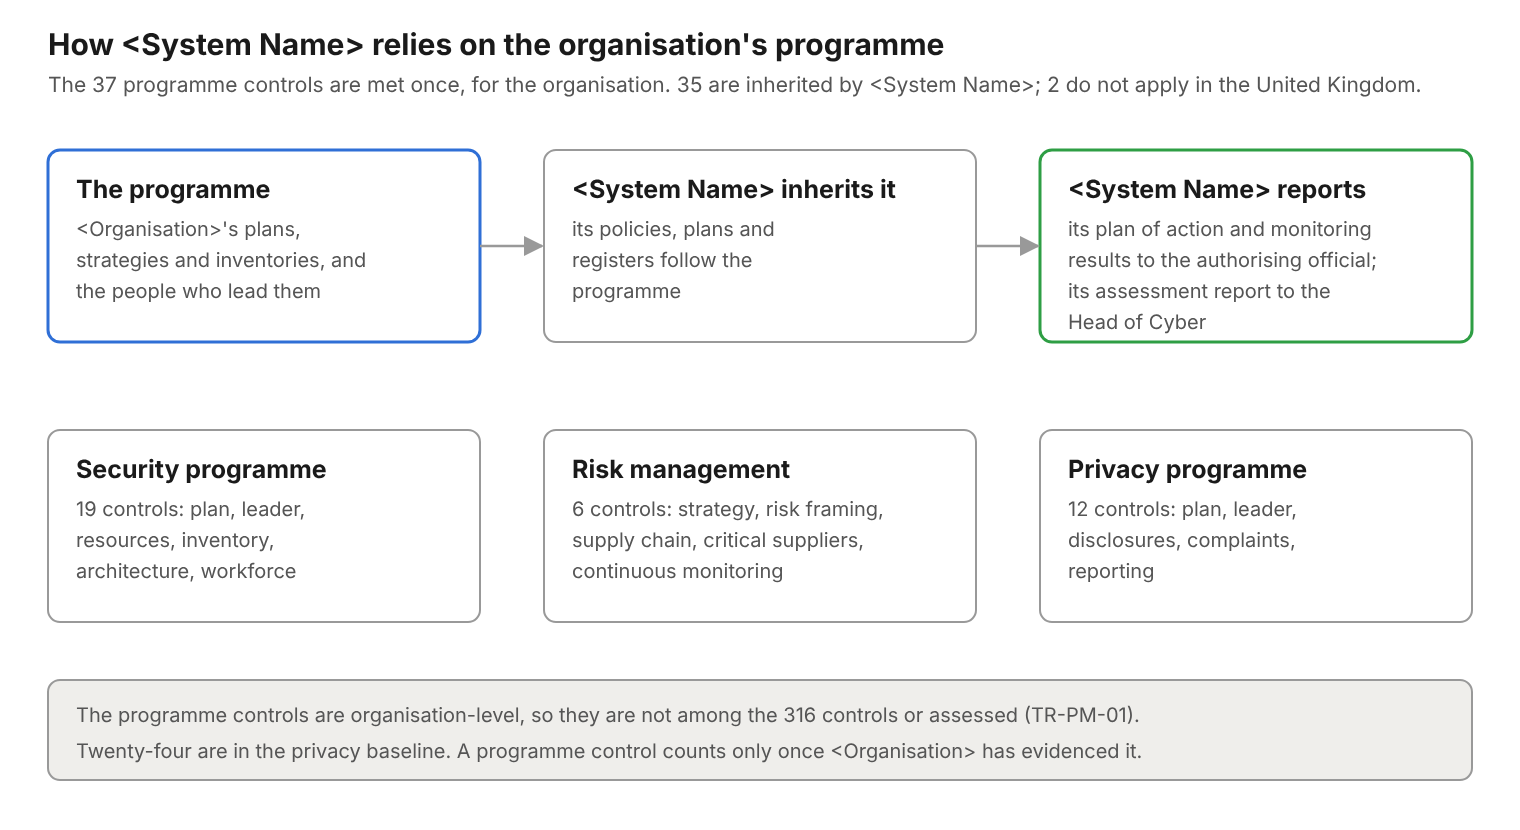 How <System Name> relies on the organisation's programme
The 37 programme controls are met once, for the organisation. 35 are inherited by <System Name>; 2 do not apply in the United Kingdom.
The programme
<Organisation>'s plans,
strategies and inventories, and
the people who lead them
<System Name> inherits it
its policies, plans and
registers follow the
programme
<System Name> reports
its plan of action and monitoring
results to the authorising official;
its assessment report to the
Head of Cyber
Security programme
19 controls: plan, leader,
resources, inventory,
architecture, workforce
Risk management
6 controls: strategy, risk framing,
supply chain, critical suppliers,
continuous monitoring
Privacy programme
12 controls: plan, leader,
disclosures, complaints,
reporting
The programme controls are organisation-level, so they are not among the 316 controls or assessed (TR-PM-01).
Twenty-four are in the privacy baseline. A programme control counts only once <Organisation> has evidenced it.